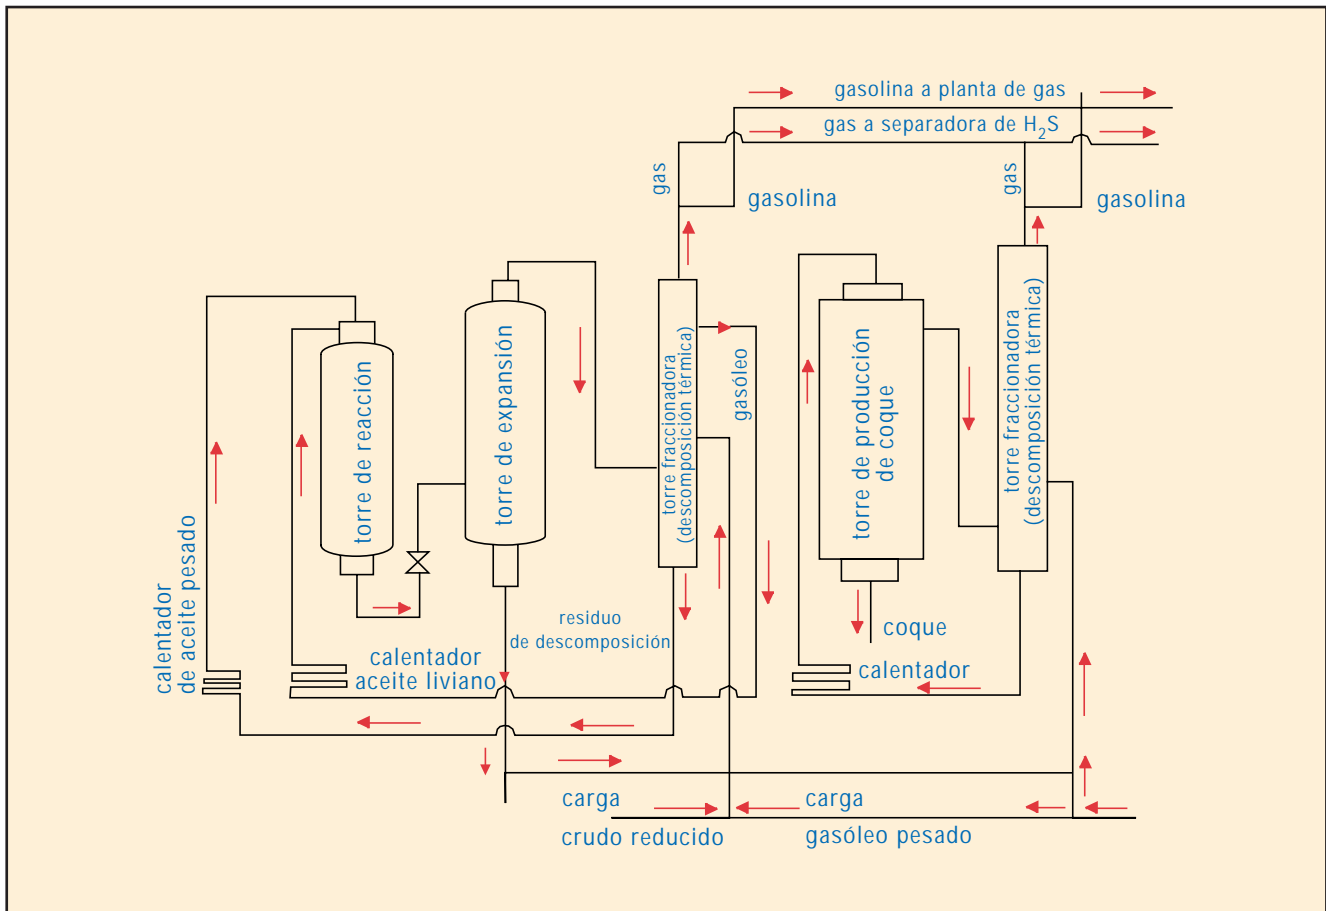 gasolina a planta de gas
gas a separadora de H₂S
gas
gasolina
gas
gasolina
calentador
de aceite pesado
torre de reacción
torre de expansión
torre fraccionadora
(descomposición térmica)
gasóleo
torre de producción
de coque
torre fraccionadora
(descomposición térmica)
residuo
de descomposición
coque
calentador
aceite liviano
calentador
carga
crudo reducido
carga
gasóleo pesado